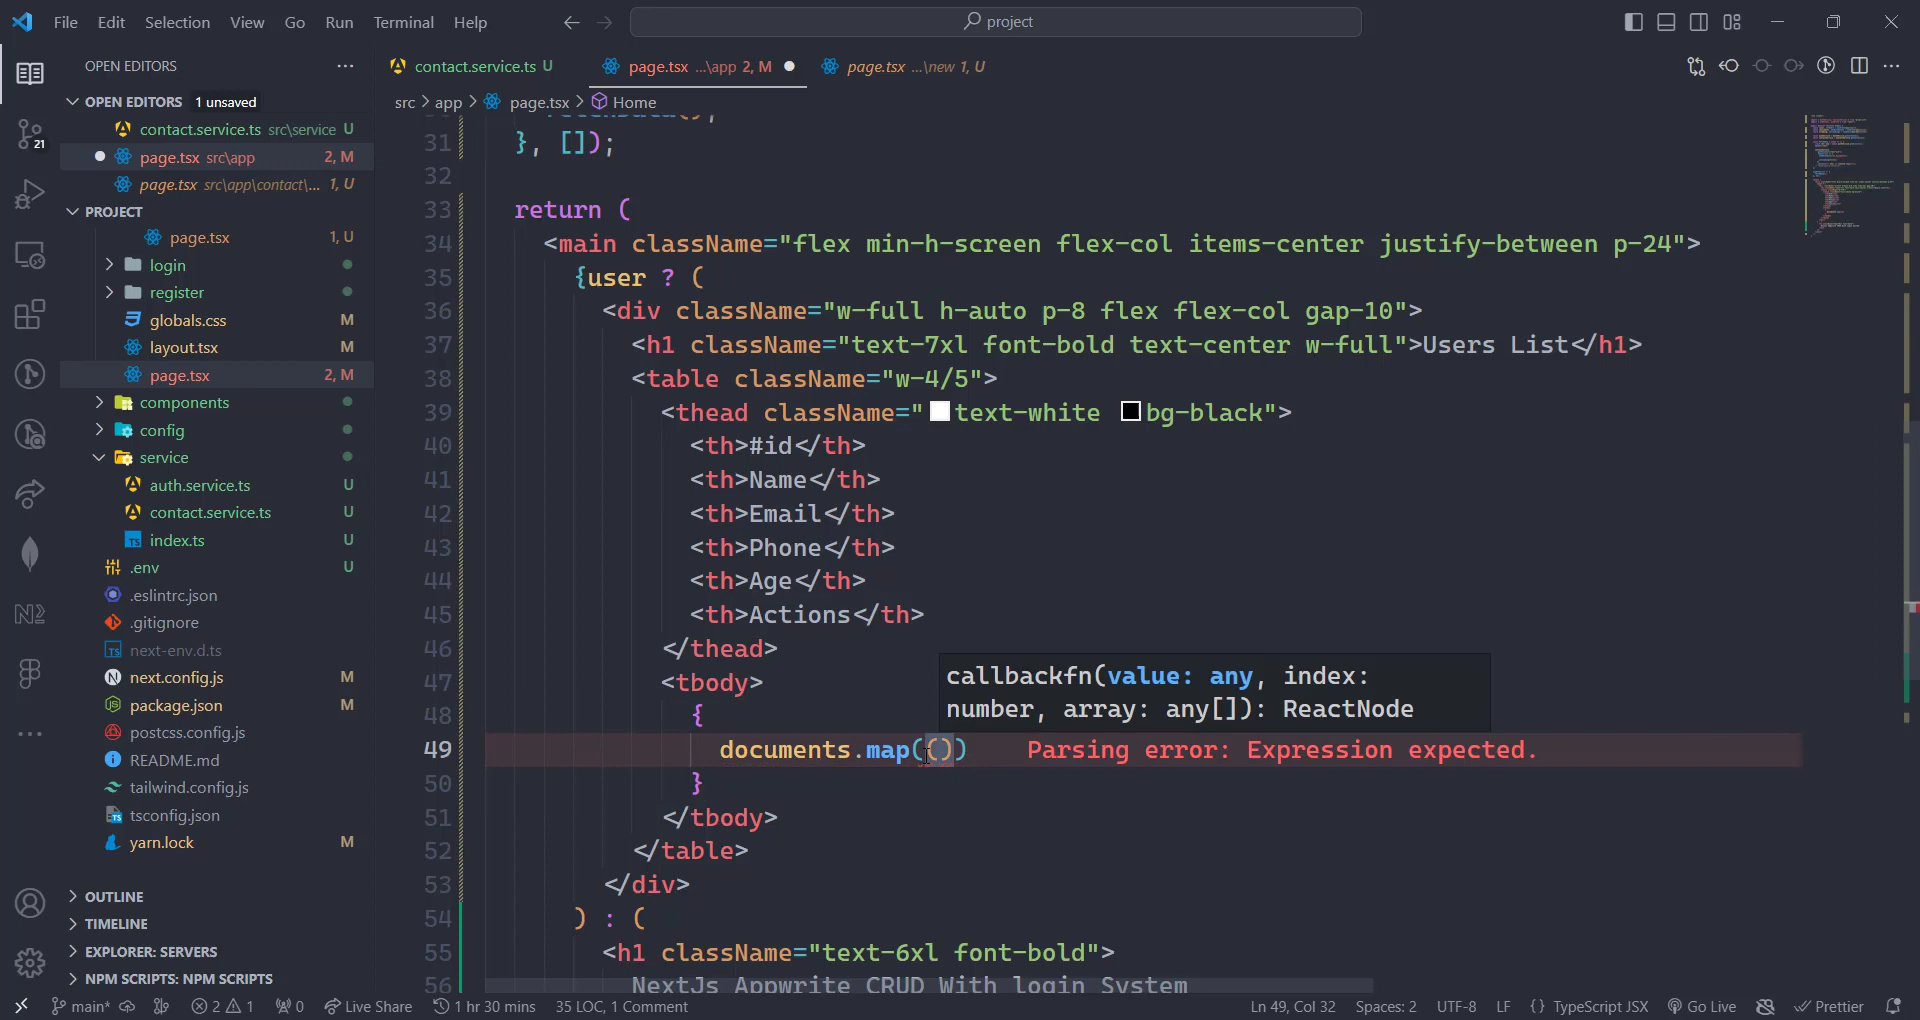 File Edit Selection View Go Run Terminal Help
project
OPEN EDITORS
contact.service.ts U
page.tsx ...\app 2, M
page.tsx ...\new 1, U
OPEN EDITORS 1 unsaved
src > app > page.tsx > Home
contact.service.ts src\service U
page.tsx src\app 2, M
page.tsx src\app\contact\... 1, U
PROJECT
page.tsx 1, U
login
register
globals.css M
layout.tsx M
page.tsx 2, M
components
config
service
auth.service.ts U
contact.service.ts U
index.ts U
.env U
.eslintrc.json
.gitignore
next-env.d.ts
next.config.js M
package.json M
postcss.config.js
README.md
tailwind.config.js
tsconfig.json
yarn.lock M
OUTLINE
TIMELINE
EXPLORER: SERVERS
NPM SCRIPTS: NPM SCRIPTS
21
31 }, []);
32
33 return (
34 <main className="flex min-h-screen flex-col items-center justify-between p-24">
35 {user ? (
36 <div className="w-full h-auto p-8 flex flex-col gap-10">
37 <h1 className="text-7xl font-bold text-center w-full">Users List</h1>
38 <table className="w-4/5">
39 <thead className="text-white bg-black">
40 <th>#id</th>
41 <th>Name</th>
42 <th>Email</th>
43 <th>Phone</th>
44 <th>Age</th>
45 <th>Actions</th>
46 </thead>
47 <tbody>
48 {
49 documents.map(()) Parsing error: Expression expected.
50 }
51 </tbody>
52 </table>
53 </div>
54 ) : (
55 <h1 className="text-6xl font-bold">
56 NextJs Appwrite CRUD With login System
callbackfn(value: any, index:
number, array: any[]): ReactNode
main* 2 1 0 Live Share 1 hr 30 mins 35 LOC, 1 Comment Ln 49, Col 32 Spaces: 2 UTF-8 LF {} TypeScript JSX Go Live Prettier